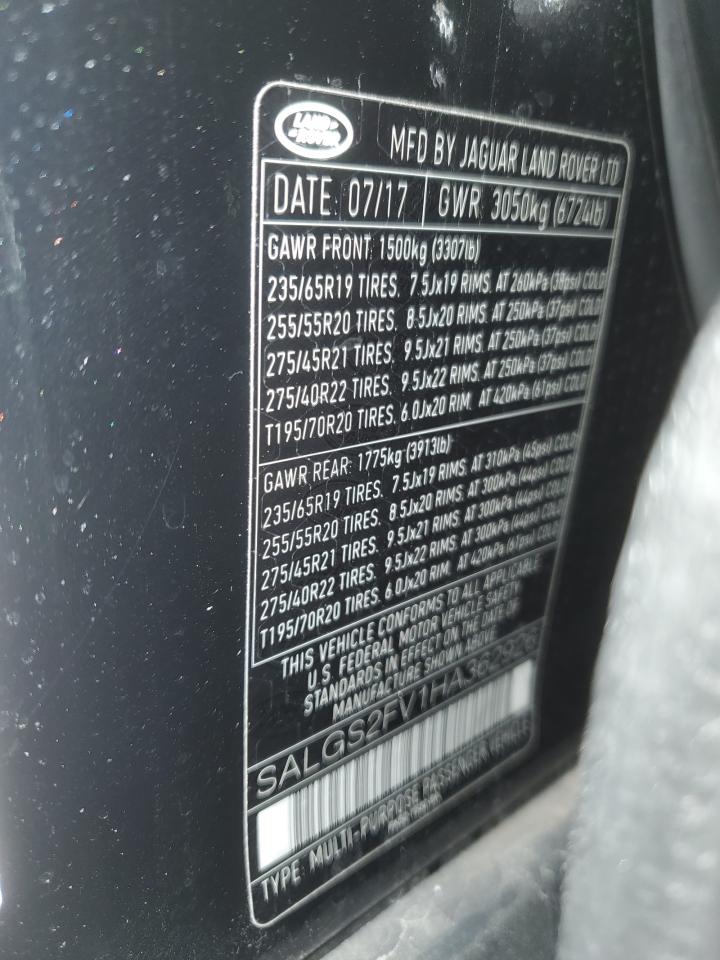 LAND ROVER
MFD BY JAGUAR LAND ROVER LTD
DATE: 07/17 GWR 3050kg (6724lb)
GAWR FRONT: 1500kg (3307lb)
235/65R19 TIRES. 7.5Jx19 RIMS. AT 260kPa (38psi) COLD
255/55R20 TIRES. 8.5Jx20 RIMS. AT 250kPa (37psi) COLD
275/45R21 TIRES. 9.5Jx21 RIMS. AT 250kPa (37psi) COLD
275/40R22 TIRES. 9.5Jx22 RIMS. AT 250kPa (37psi) COLD
T195/70R20 TIRES. 6.0Jx20 RIM. AT 420kPa (61psi) COLD
GAWR REAR: 1775kg (3913lb)
235/65R19 TIRES. 7.5Jx19 RIMS. AT 310kPa (45psi) COLD
255/55R20 TIRES. 8.5Jx20 RIMS. AT 300kPa (44psi) COLD
275/45R21 TIRES. 9.5Jx21 RIMS. AT 300kPa (44psi) COLD
275/40R22 TIRES. 9.5Jx22 RIMS. AT 300kPa (44psi) COLD
T195/70R20 TIRES. 6.0Jx20 RIM. AT 420kPa (61psi) COLD
THIS VEHICLE CONFORMS TO ALL APPLICABLE
U.S. FEDERAL MOTOR VEHICLE SAFETY
STANDARDS IN EFFECT ON THE DATE OF
MANUFACTURE SHOWN ABOVE
SALGS2FV1HA362926
TYPE: MULTI-PURPOSE PASSENGER VEHICLE